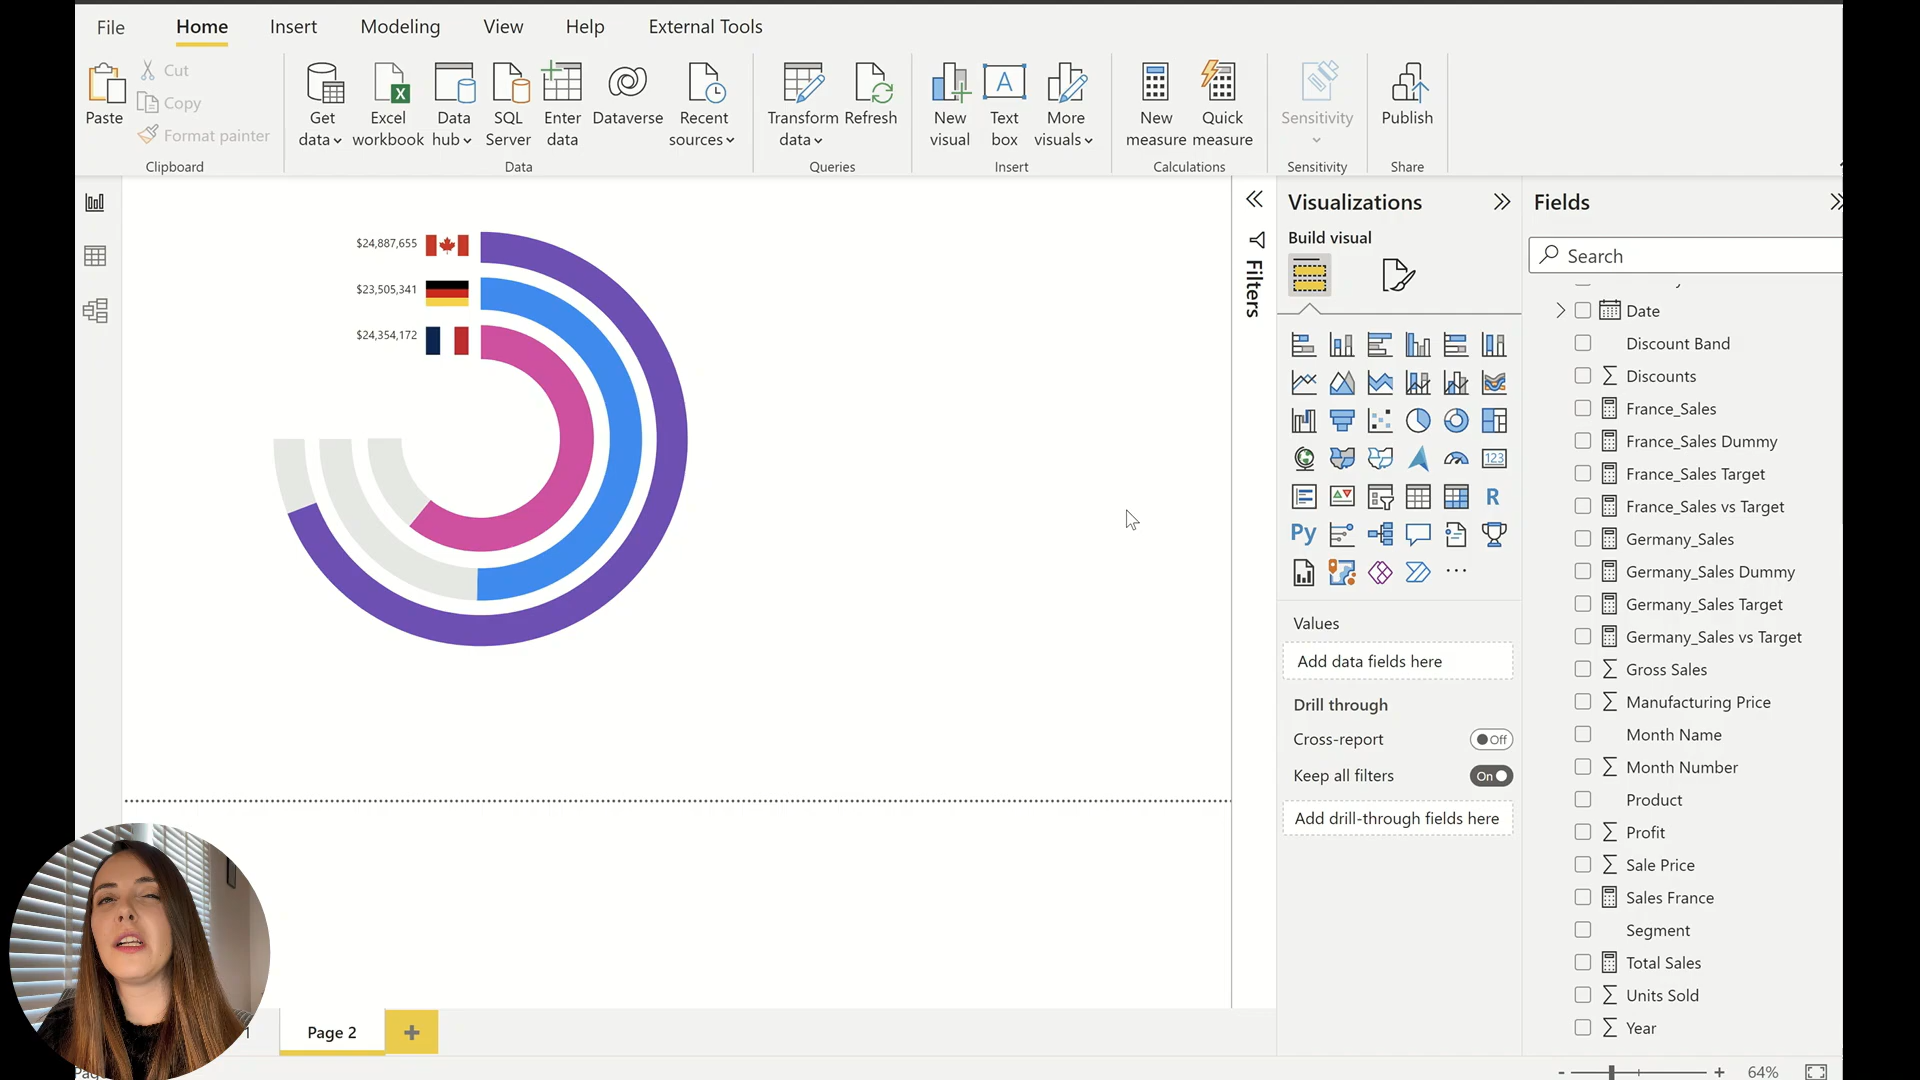 File Home Insert Modeling View Help External Tools
Paste Cut
Copy
Format painter
Clipboard
Get data
Excel workbook
Data hub
SQL Server
Enter data
Dataverse
Recent sources
Data
Transform data
Refresh
Queries
New visual
Text box
More visuals
Insert
New measure
Quick measure
Calculations
Sensitivity
Sensitivity
Publish
Share
$24,887,655
$23,505,341
$24,354,172
Filters
Visualizations
Build visual
123
R
Py
Values
Add data fields here
Drill through
Cross-report Off
Keep all filters On
Add drill-through fields here
Fields
Search
Date
Discount Band
Discounts
France_Sales
France_Sales Dummy
France_Sales Target
France_Sales vs Target
Germany_Sales
Germany_Sales Dummy
Germany_Sales Target
Germany_Sales vs Target
Gross Sales
Manufacturing Price
Month Name
Month Number
Product
Profit
Sale Price
Sales France
Segment
Total Sales
Units Sold
Year
1 Page 2 +
- + 64%